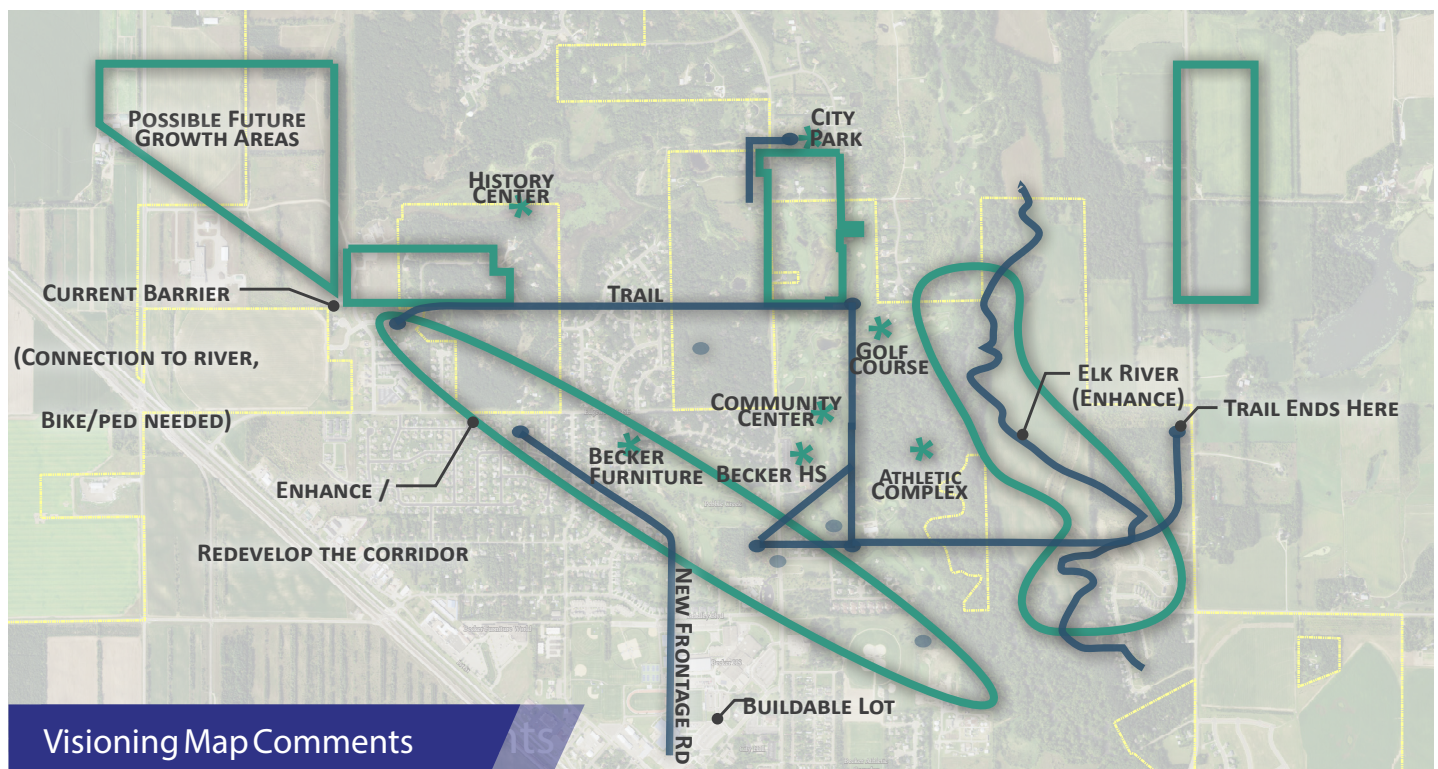 Possible Future
Growth Areas
City
Park
History
Center
Current Barrier
(Connection to river,
Bike/ped needed)
Trail
Golf
Course
Elk River
(Enhance)
Trail Ends Here
Community
Center
Becker
Furniture
Becker HS
Athletic
Complex
Enhance /
Redevelop the corridor
New Frontage Rd
Buildable Lot
Visioning Map Comments